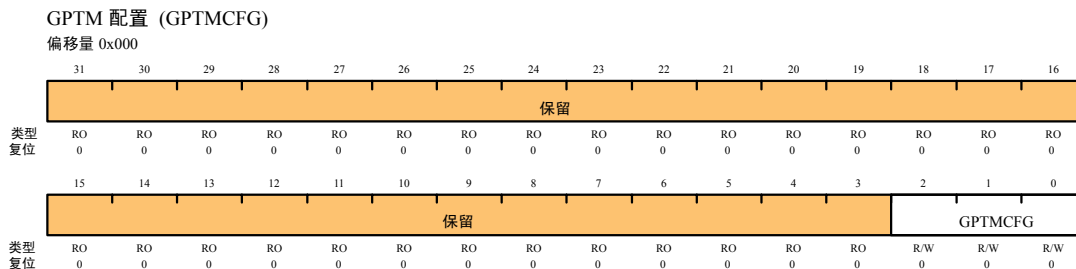 GPTM 配置 (GPTMCFG)
偏移量 0x000
31 30 29 28 27 26 25 24 23 22 21 20 19 18 17 16
保留
类型 RO RO RO RO RO RO RO RO RO RO RO RO RO RO RO RO
复位 0 0 0 0 0 0 0 0 0 0 0 0 0 0 0 0
15 14 13 12 11 10 9 8 7 6 5 4 3 2 1 0
保留 GPTMCFG
类型 RO RO RO RO RO RO RO RO RO RO RO RO RO R/W R/W R/W
复位 0 0 0 0 0 0 0 0 0 0 0 0 0 0 0 0